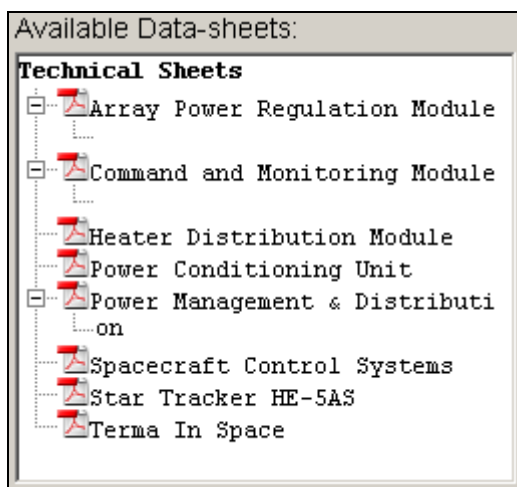 Available Data-sheets:
Technical Sheets
Array Power Regulation Module
Command and Monitoring Module
Heater Distribution Module
Power Conditioning Unit
Power Management & Distributi
on
Spacecraft Control Systems
Star Tracker HE-5AS
Terma In Space